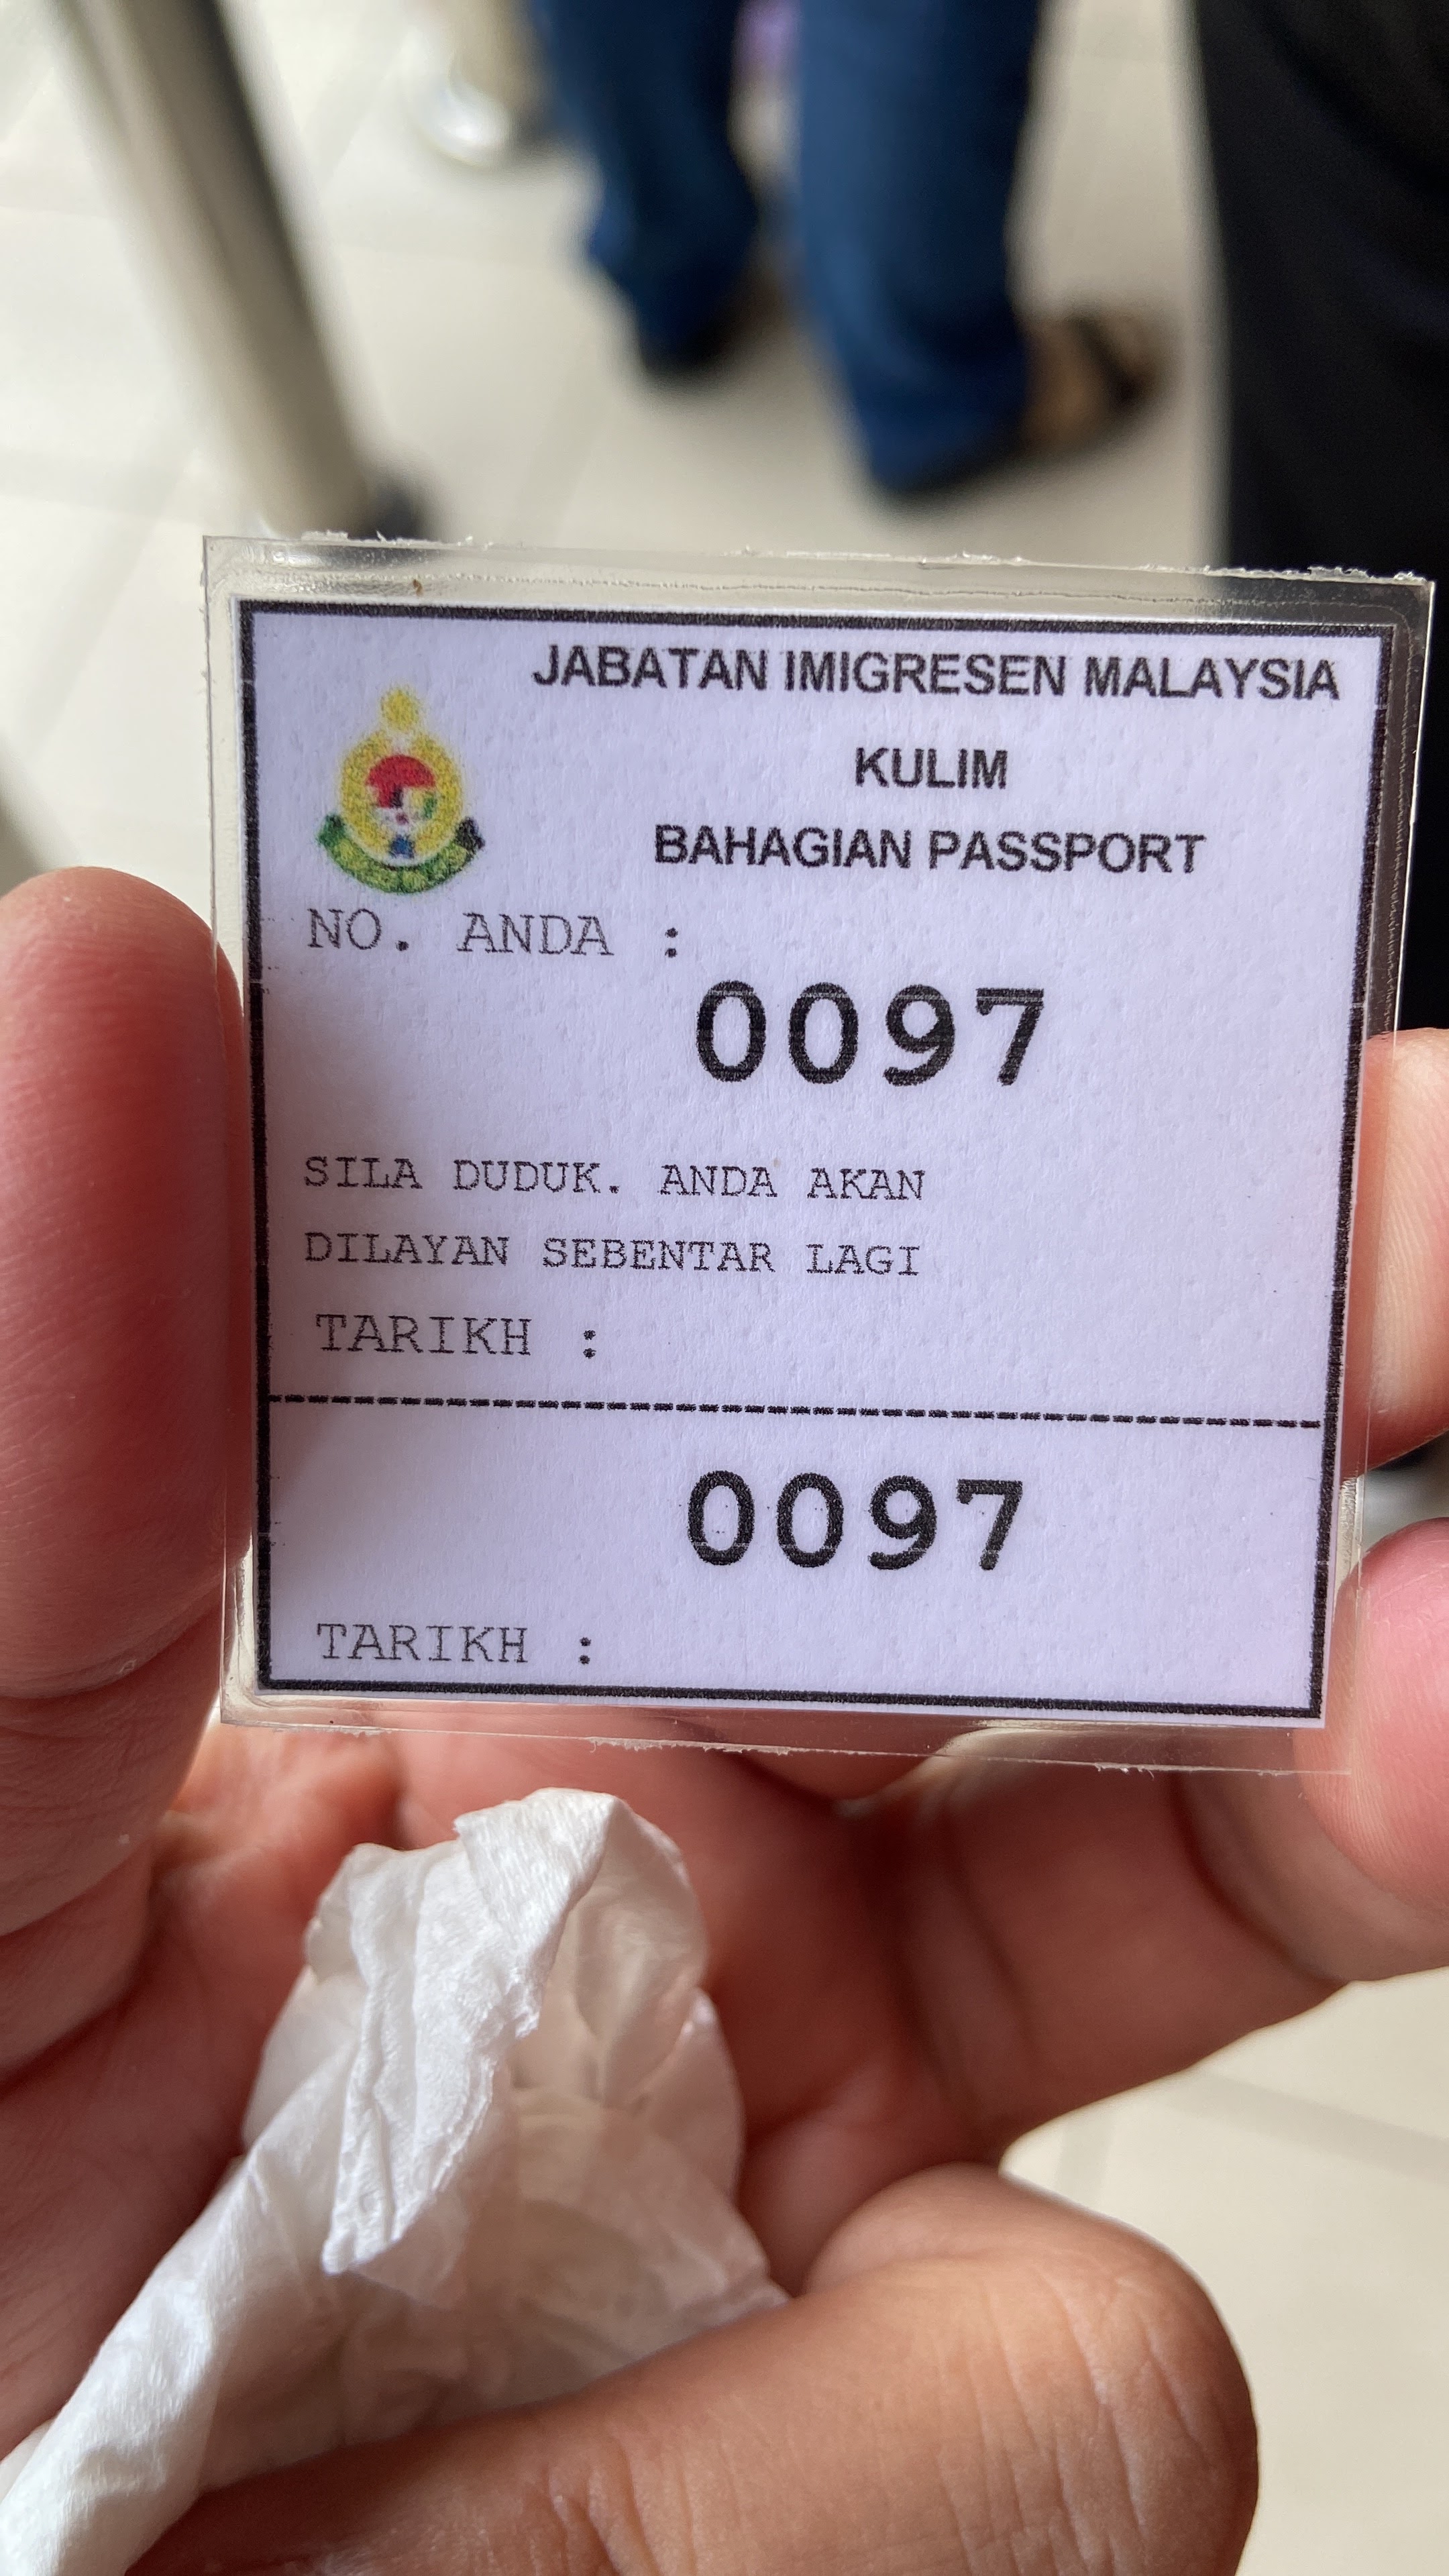 JABATAN IMIGRESEN MALAYSIA
KULIM
BAHAGIAN PASSPORT
NO. ANDA :
0097
SILA DUDUK. ANDA AKAN
DILAYAN SEBENTAR LAGI
TARIKH :
0097
TARIKH :